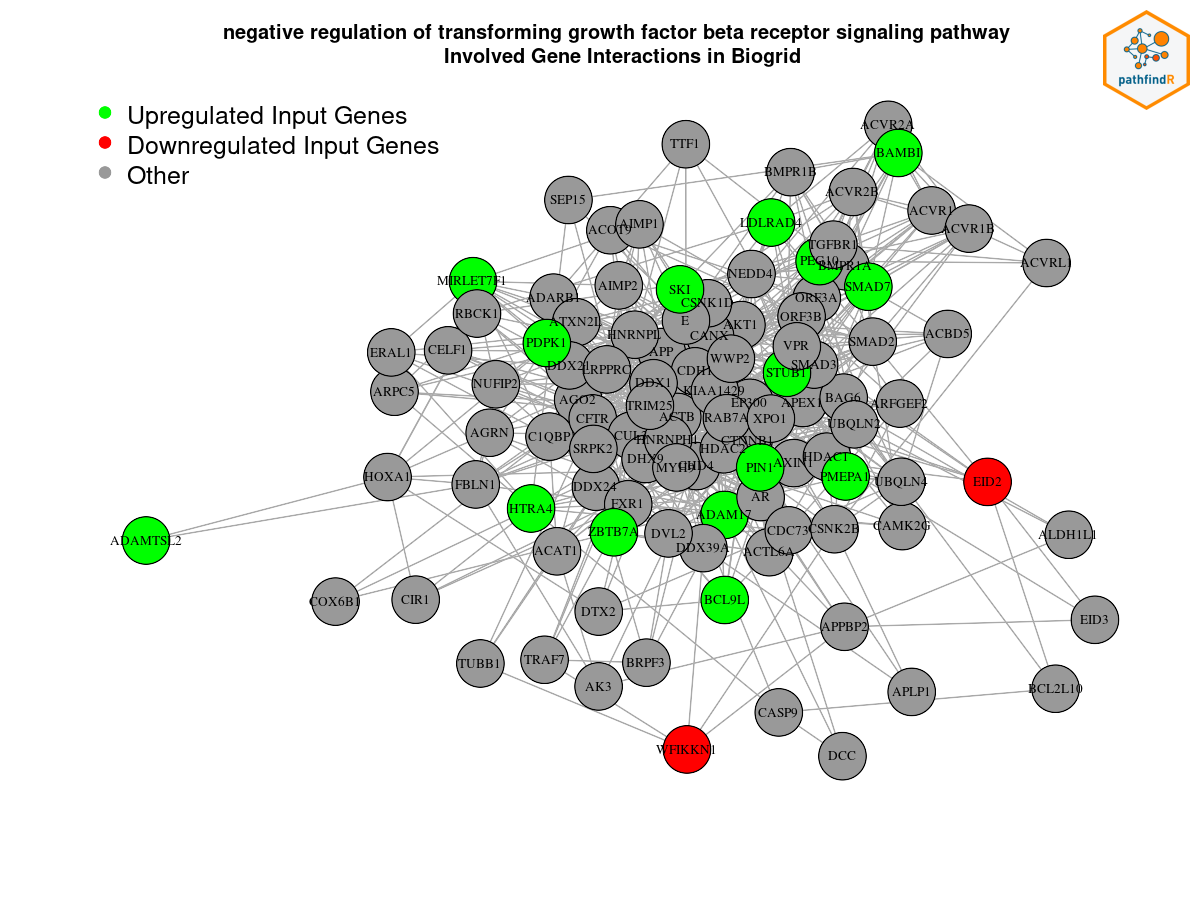 negative regulation of transforming growth factor beta receptor signaling pathway
Involved Gene Interactions in Biogrid
pathfindR
Upregulated Input Genes
Downregulated Input Genes
Other
ACVR2A
TTF1
BAMBI
BMPR1B
ACVR2B
SEP15
ACVR1
LDLRAD4
AIMP1
ACOT9
ACVR1B
TGFBR1
PEG10
BMPR1A
ACVRL1
NEDD4
MIRLET7F1
AIMP2
SMAD7
SKI
ADARB1
ORF3A
CSNK1D
RBCK1
ORF3B
ATXN2L
E
AKT1
HNRNPL
CANX
ACBD5
PDPK1
SMAD2
VPR
CELF1
ERAL1
APP
WWP2
DDX21
SMAD3
LRPPRC
CDH1
STUB1
NUFIP2
DDX1
ARPC5
KIAA1429
BAG6
AGO2
EP300
APEX1
ARFGEF2
TRIM25
CFTR
ACTB
RAB7A
XPO1
UBQLN2
AGRN
C1QBP
CUL3
HNRNPH1
CTNNB1
SRPK2
HDAC2
DHX9
HDAC1
AXIN1
MYH9
CHD4
PIN1
HOXA1
PMEPA1
UBQLN4
EID2
FBLN1
DDX24
AR
FXR1
HTRA4
ADAM17
CAMK2G
CSNK2B
CDC73
ZBTB7A
DVL2
ALDH1L1
ADAMTSL2
DDX39A
ACAT1
ACTL6A
COX6B1
CIR1
BCL9L
DTX2
EID3
APPBP2
TRAF7
BRPF3
TUBB1
AK3
BCL2L10
APLP1
CASP9
WFIKKN1
DCC